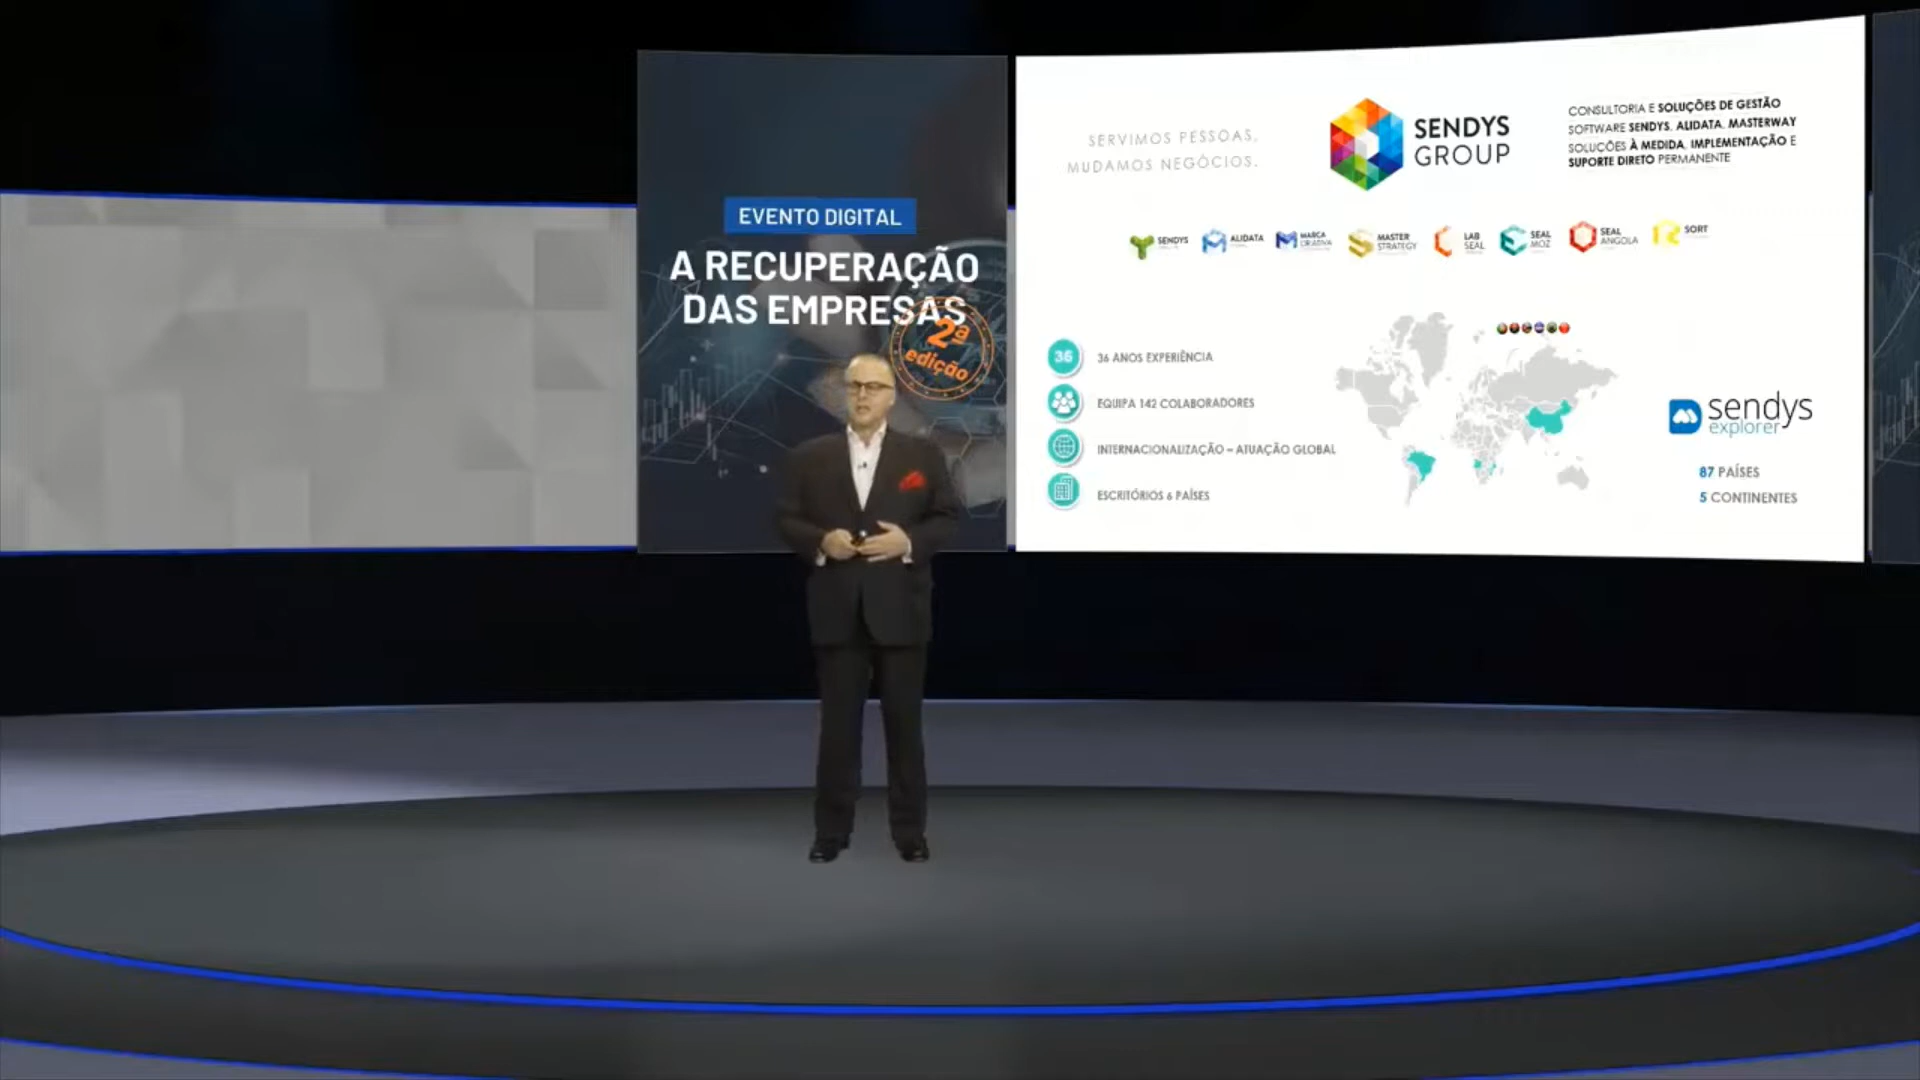 EVENTO DIGITAL
A RECUPERAÇÃO
DAS EMPRESAS
2ª
edição
SERVIMOS PESSOAS,
MUDAMOS NEGÓCIOS.
SENDYS
GROUP
CONSULTORIA E SOLUÇÕES DE GESTÃO
SOFTWARE SENDYS, ALIDATA, MASTERWAY
SOLUÇÕES À MEDIDA, IMPLEMENTAÇÃO E
SUPORTE DIRETO PERMANENTE
SENDYS
ALIDATA
MARCA
CRIATIVA
MASTER
STRATEGY
LAB
SEAL
SEAL
MOZ
SEAL
ANGOLA
SORT
36
36 ANOS EXPERIÊNCIA
EQUIPA 142 COLABORADORES
INTERNACIONALIZAÇÃO – ATUAÇÃO GLOBAL
ESCRITÓRIOS 6 PAÍSES
sendys
explorer
87 PAÍSES
5 CONTINENTES